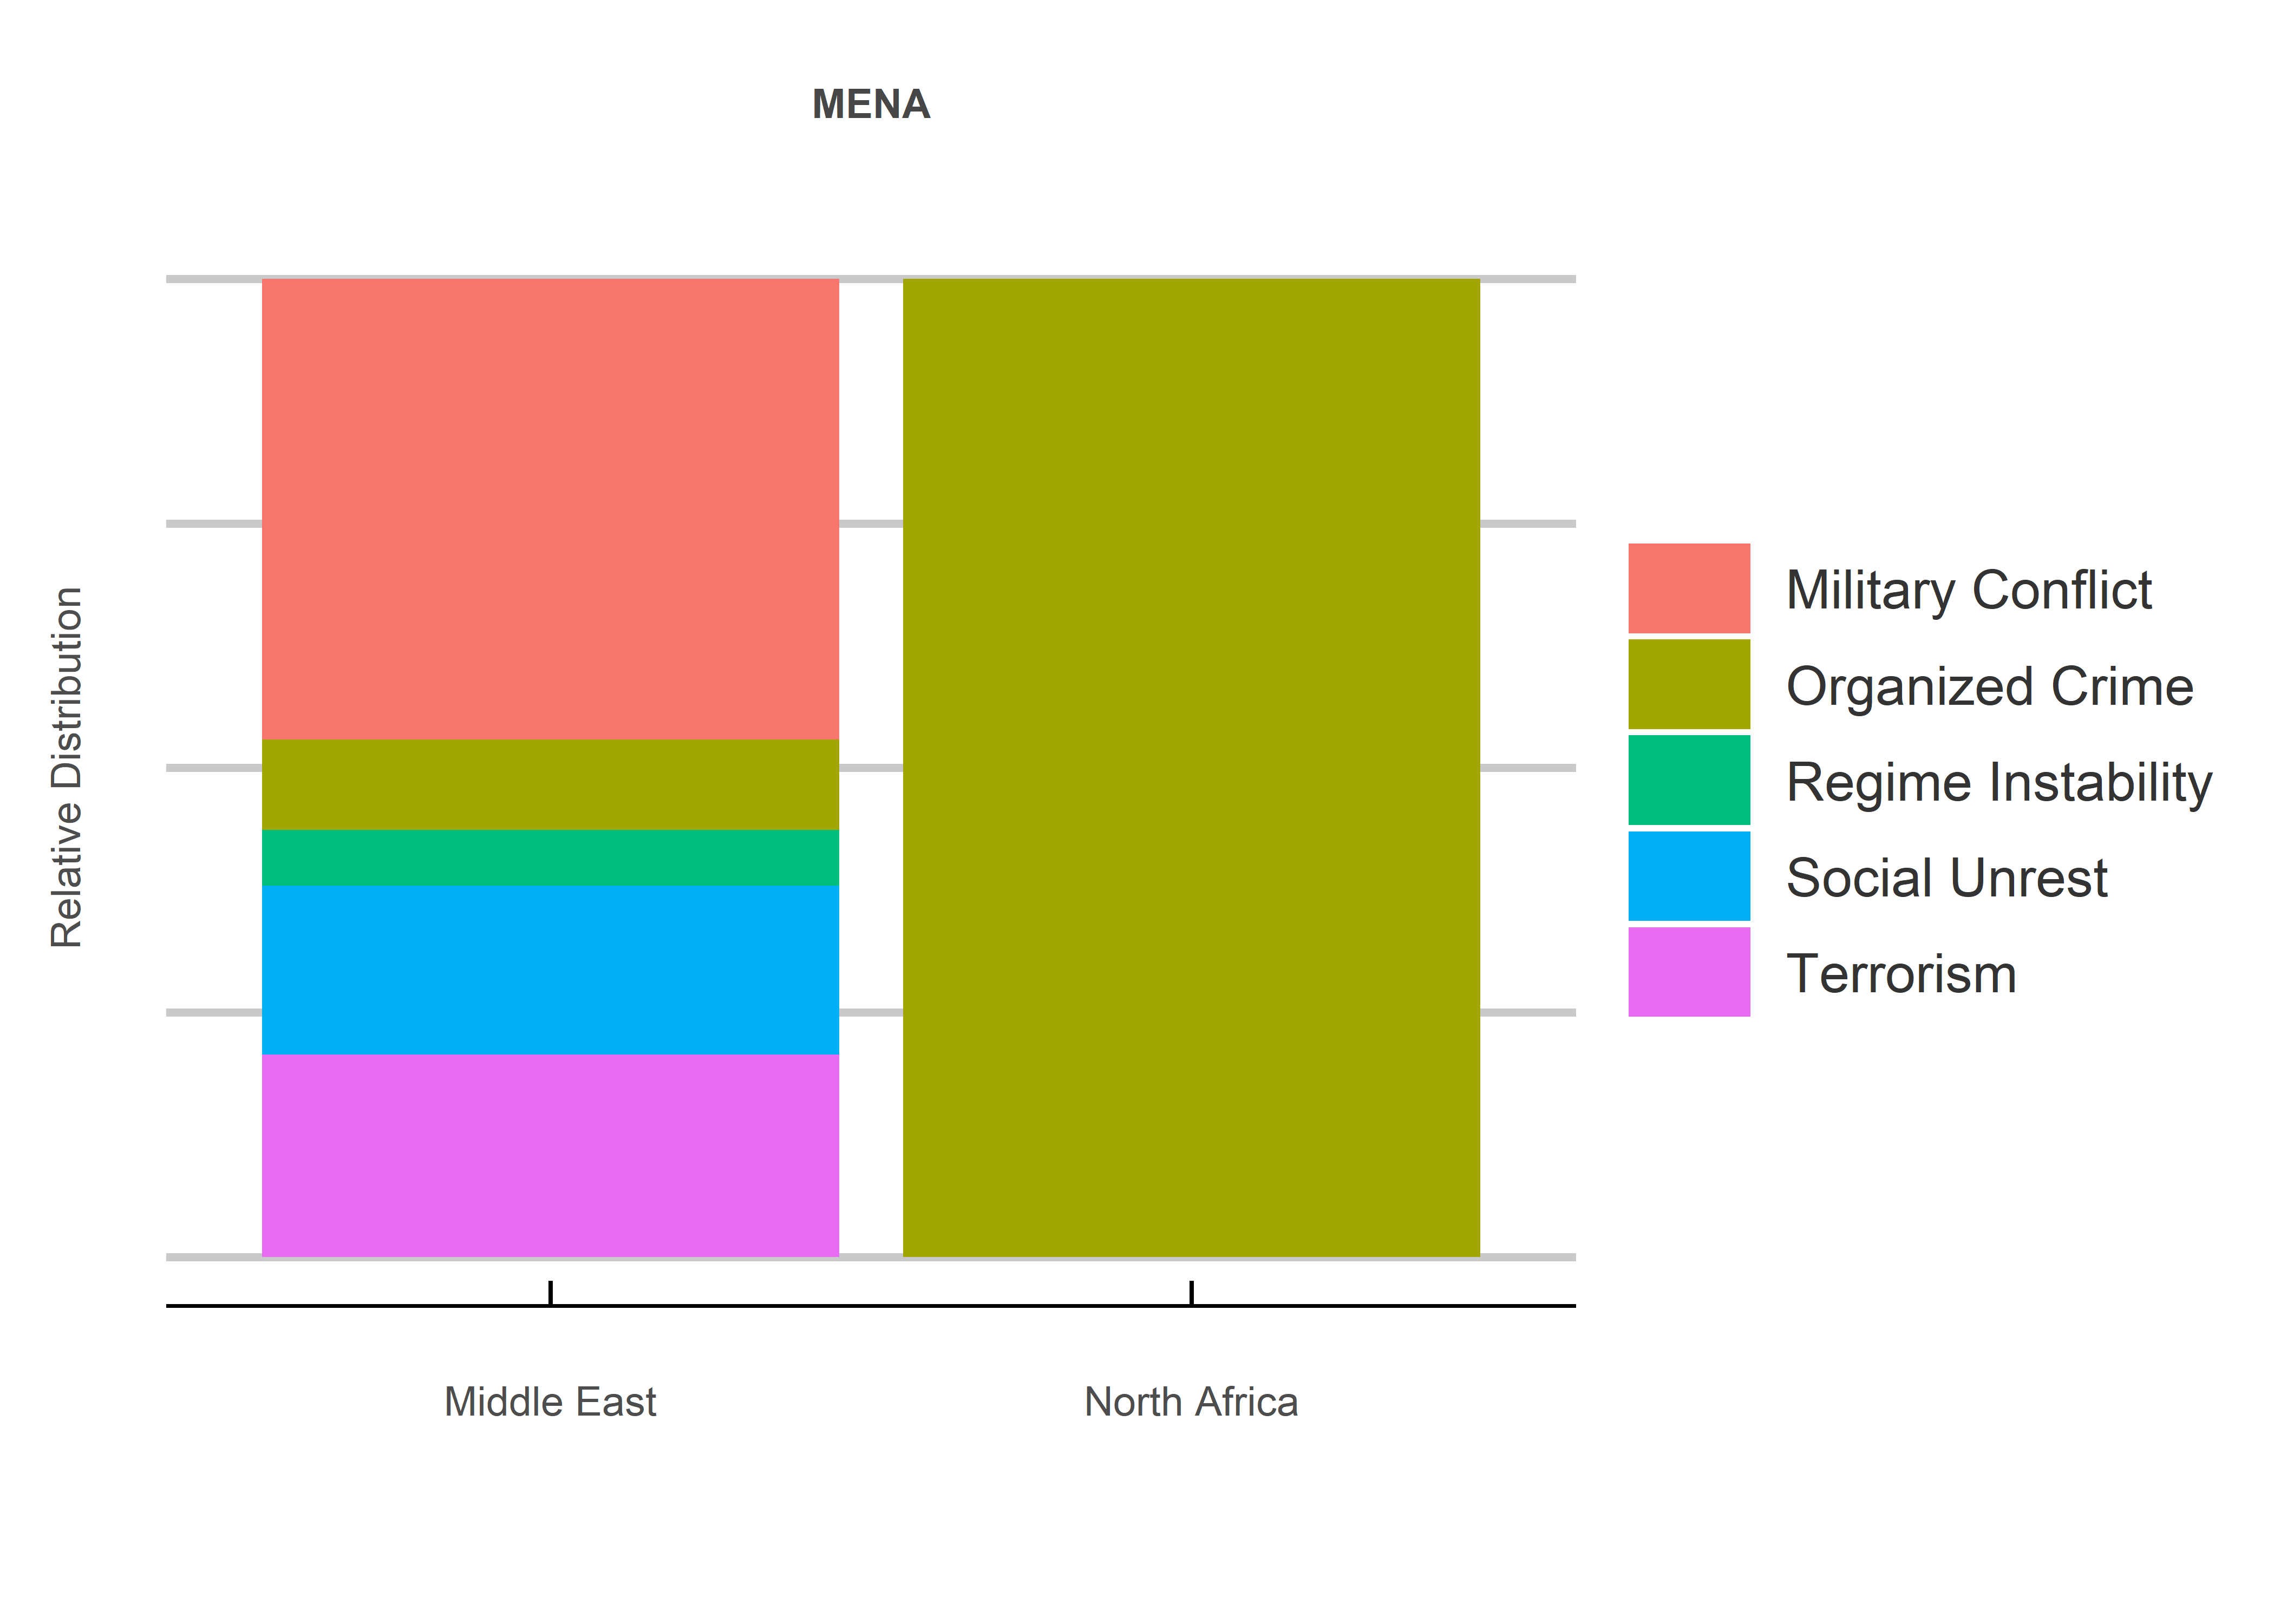 MENA
Relative Distribution
Military Conflict
Organized Crime
Regime Instability
Social Unrest
Terrorism
Middle East
North Africa